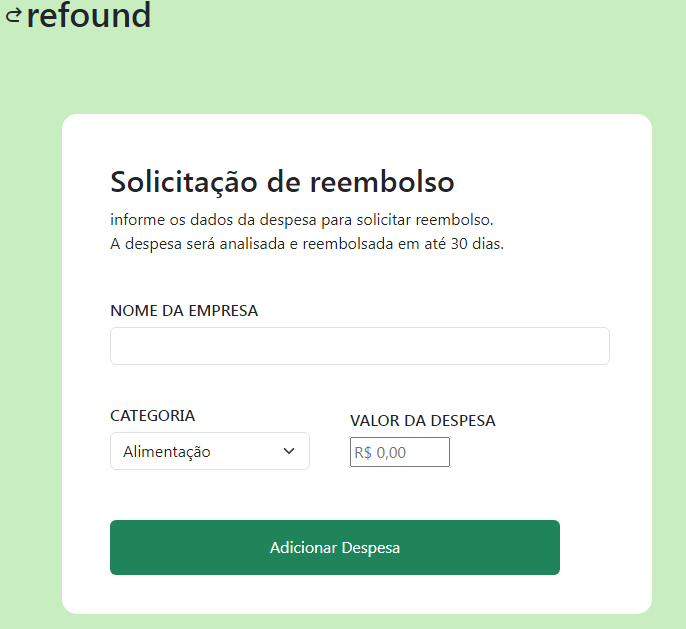 refound
Solicitação de reembolso
informe os dados da despesa para solicitar reembolso.
A despesa será analisada e reembolsada em até 30 dias.
NOME DA EMPRESA
CATEGORIA
VALOR DA DESPESA
Alimentação
R$ 0,00
Adicionar Despesa